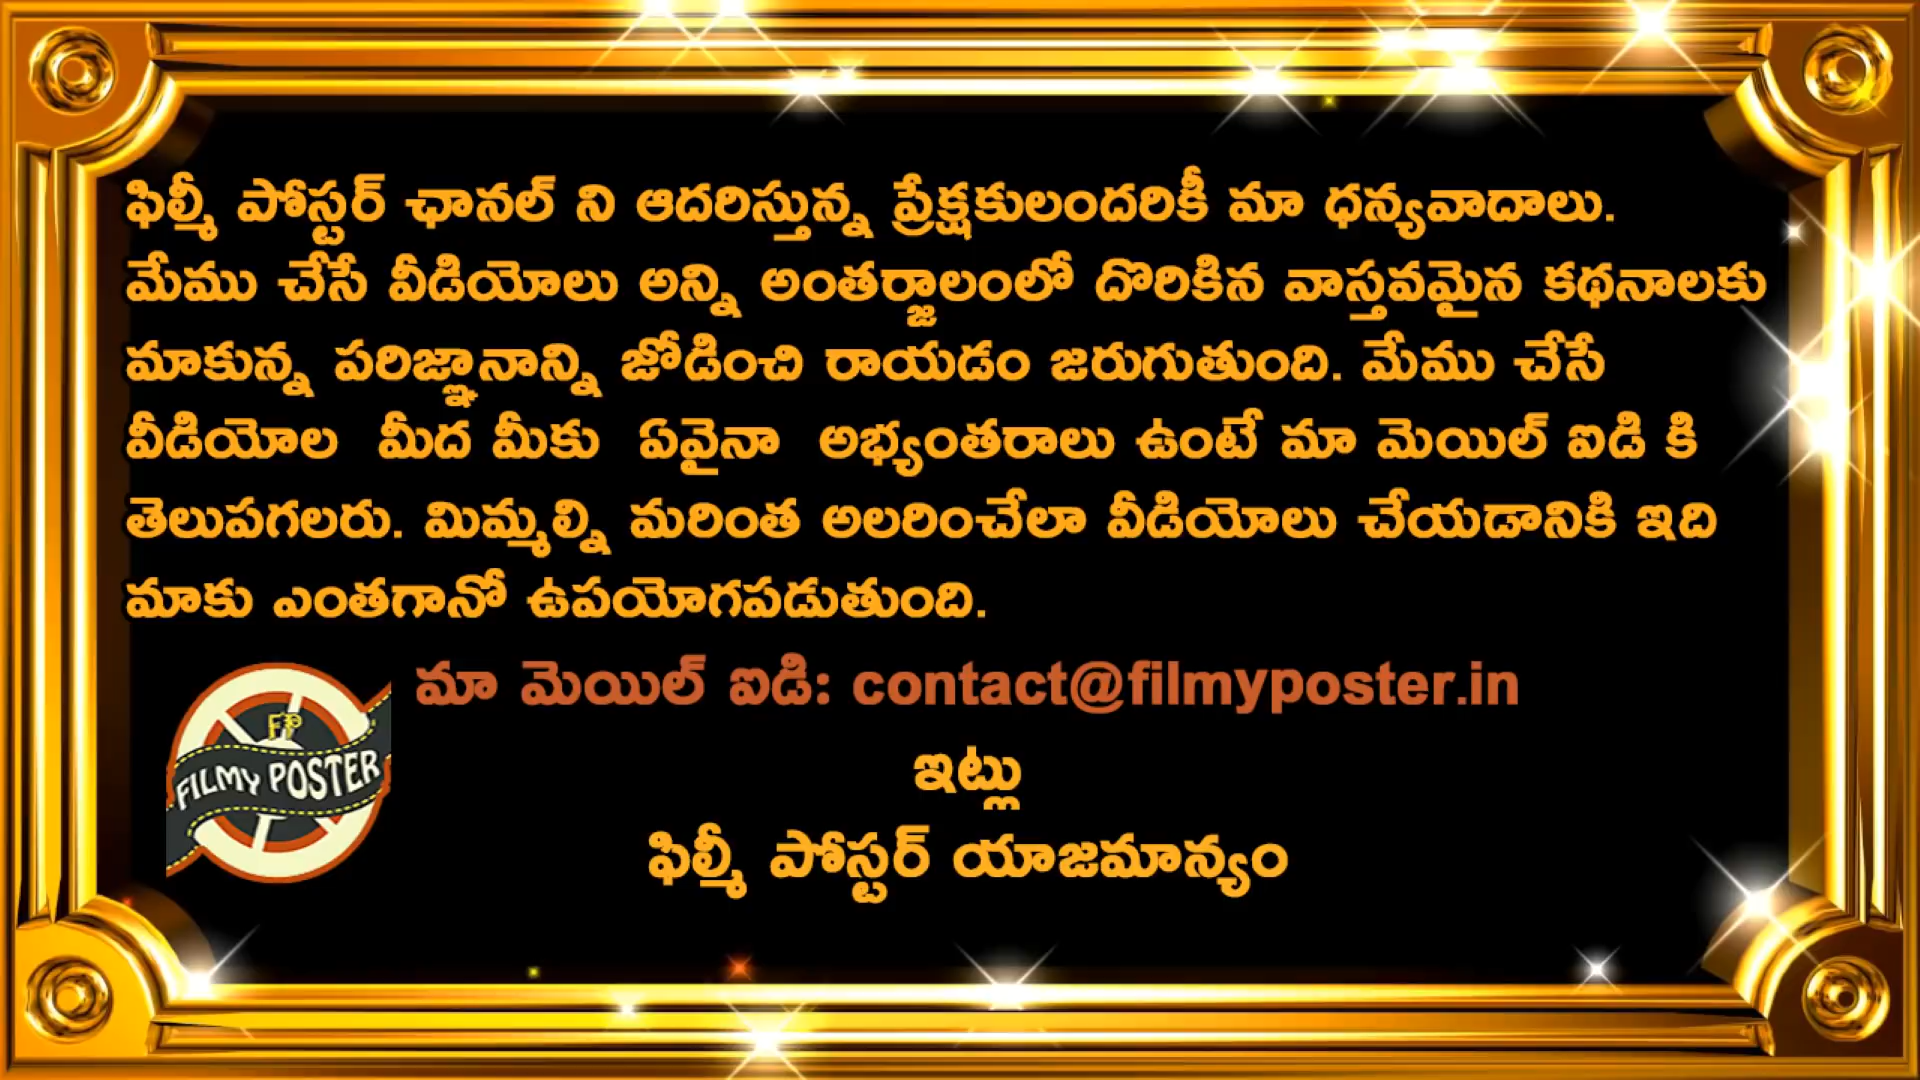 ఫిల్మీ పోస్టర్ ఛానల్ ని ఆదరిస్తున్న ప్రేక్షకులందరికీ మా ధన్యవాదాలు.
మేము చేసే వీడియోలు అన్ని అంతర్జాలంలో దొరికిన వాస్తవమైన కథనాలకు
మాకున్న పరిజ్ఞానాన్ని జోడించి రాయడం జరుగుతుంది. మేము చేసే
వీడియోల మీద మీకు ఏవైనా అభ్యంతరాలు ఉంటే మా మెయిల్ ఐడి కి
తెలుపగలరు. మిమ్మల్ని మరింత అలరించేలా వీడియోలు చేయడానికి ఇది
మాకు ఎంతగానో ఉపయోగపడుతుంది.
మా మెయిల్ ఐడి: contact@filmyposter.in
FP
FILMY POSTER
ఇట్లు
ఫిల్మీ పోస్టర్ యాజమాన్యం